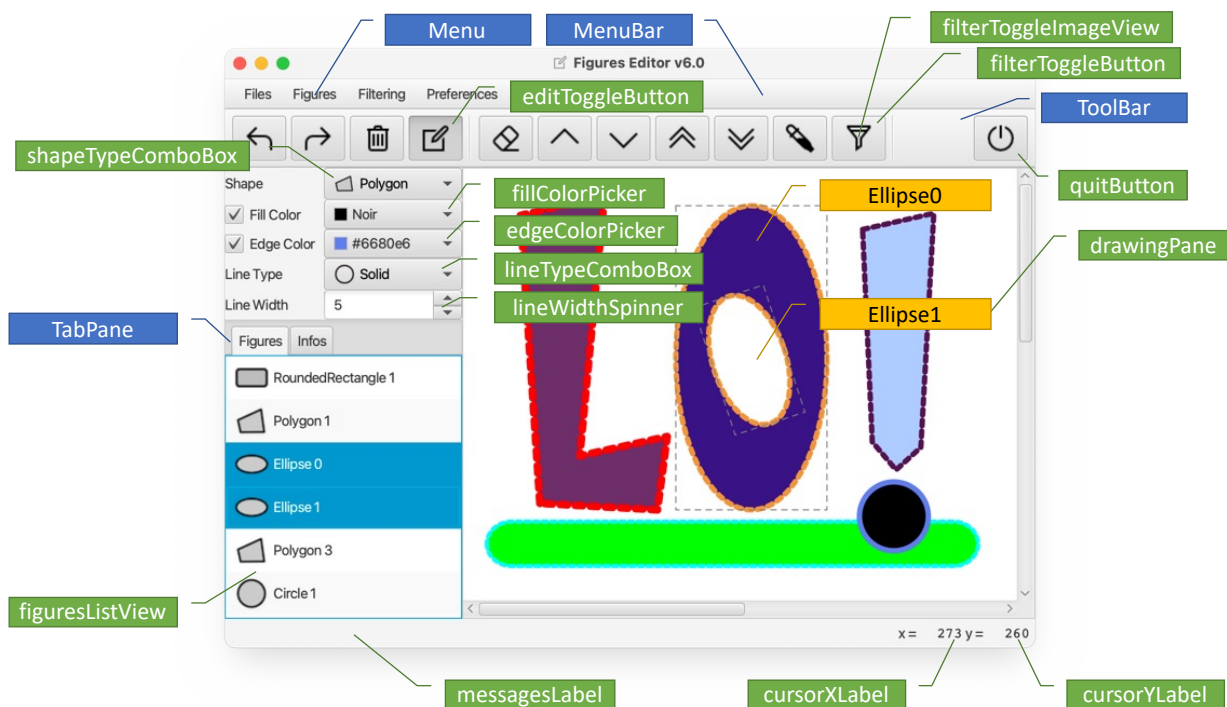 filterToggleImageView
Menu
MenuBar
Figures Editor v6.0
filterToggleButton
Files Figures Filtering Preferences
editToggleButton
ToolBar
shapeTypeComboBox
Shape Polygon
fillColorPicker
Ellipse0
quitButton
Fill Color Noir
edgeColorPicker
Edge Color #6680e6
drawingPane
Line Type Solid
lineTypeComboBox
Line Width 5
lineWidthSpinner
Ellipse1
TabPane
Figures Infos
RoundedRectangle 1
Polygon 1
Ellipse 0
Ellipse 1
Polygon 3
Circle 1
figuresListView
x = 273 y = 260
messagesLabel
cursorXLabel
cursorYLabel